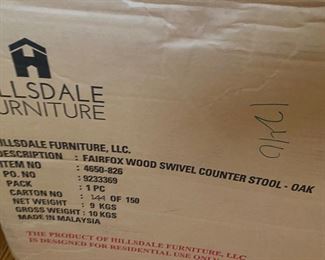 ILLSDALE
URNITURE
HILLSDALE FURNITURE, LLC.
DESCRIPTION : FAIRFOX WOOD SWIVEL COUNTER STOOL - OAK
ITEM NO : 4650-826
PO. NO : 9233369
PACK : 1 PC
CARTON NO : 144 OF 150
NET WEIGHT : 9 KGS
GROSS WEIGHT : 10 KGS
MADE IN MALAYSIA
THE PRODUCT OF HILLSDALE FURNITURE, LLC
IS DESIGNED FOR RESIDENTIAL USE ONLY